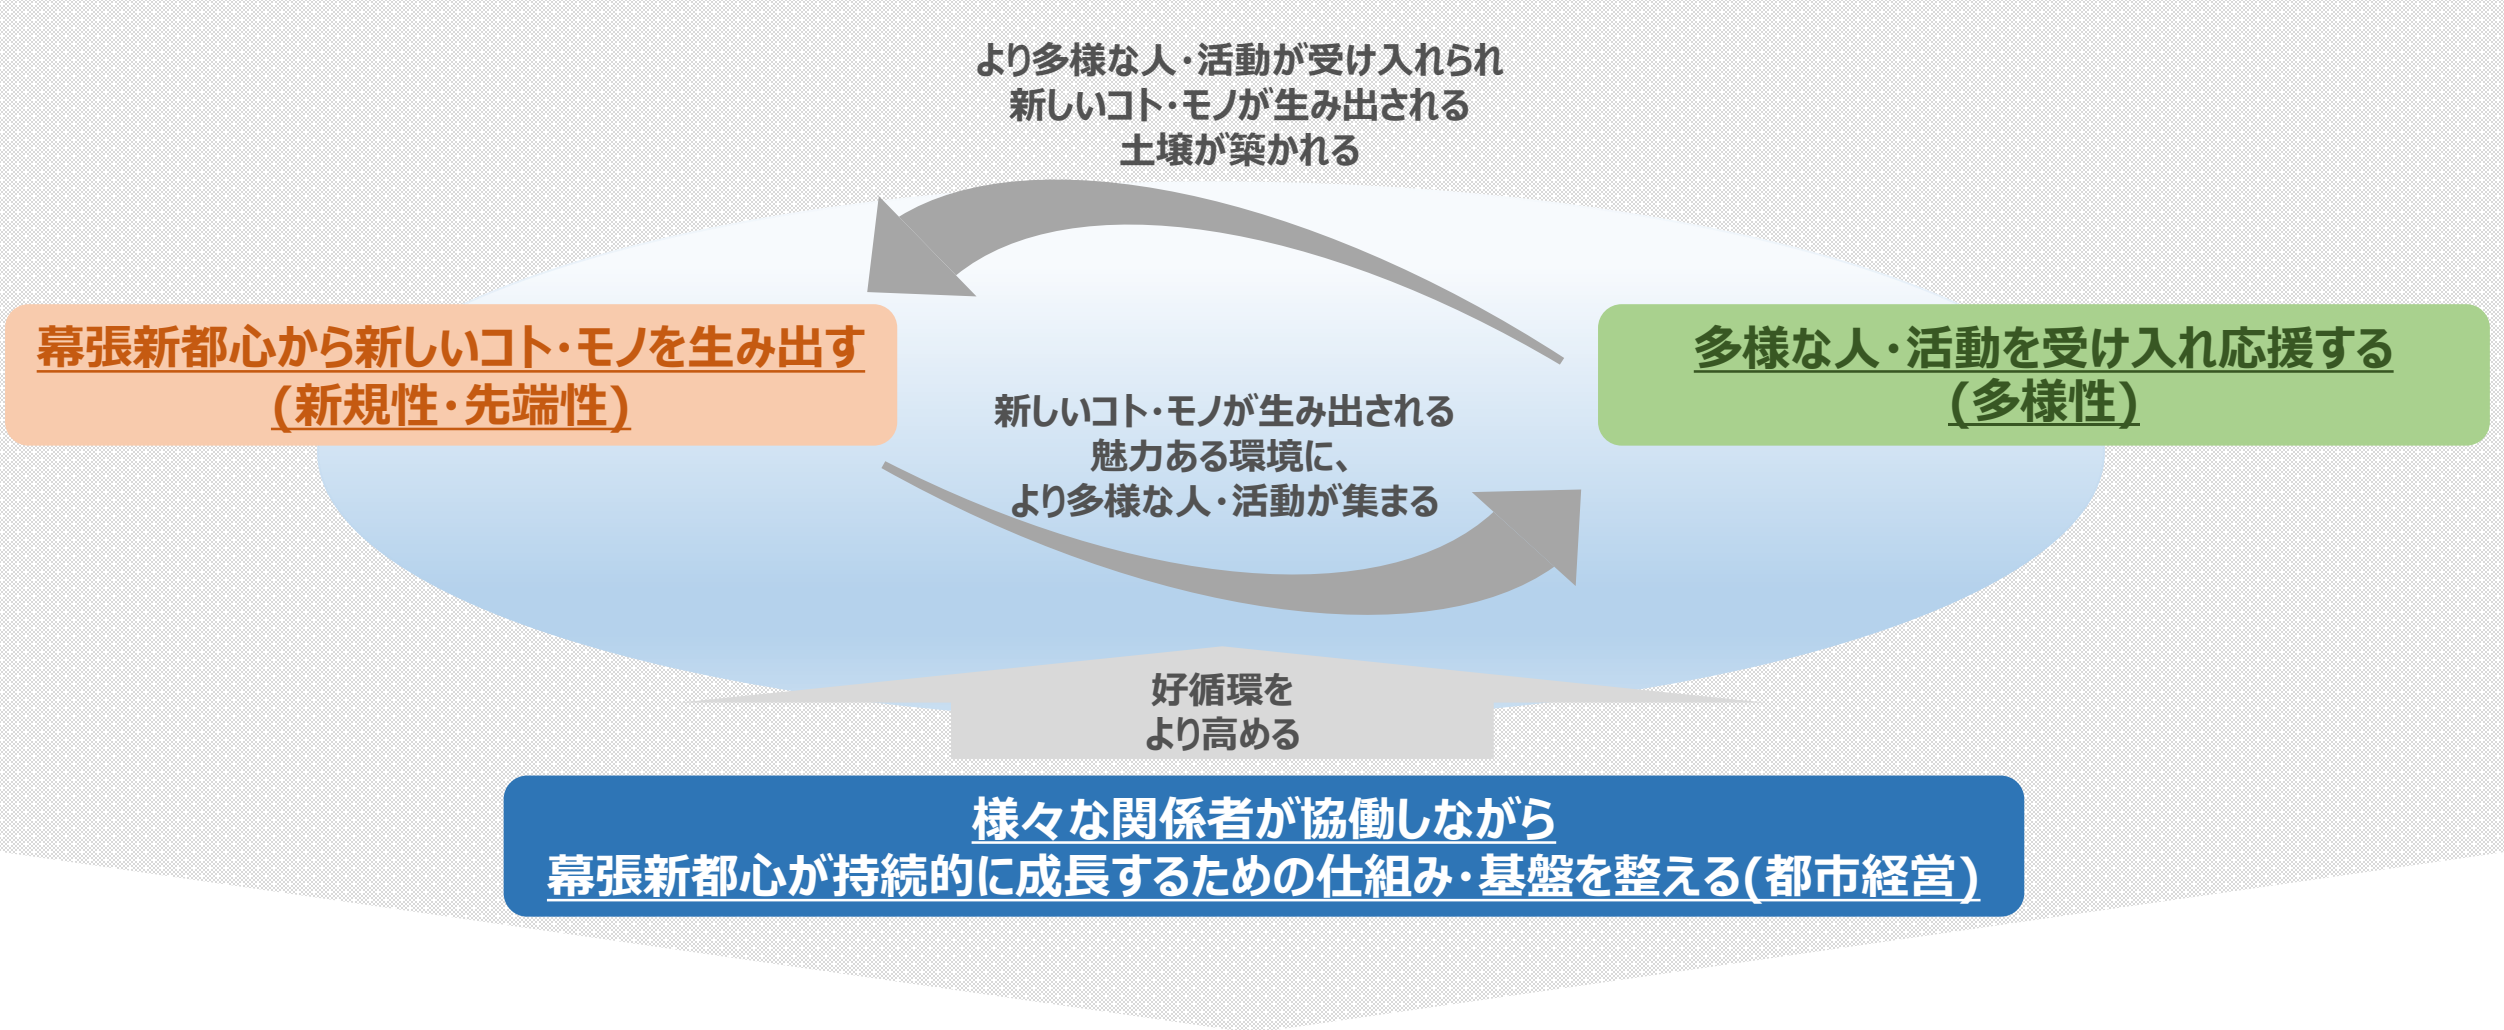 より多様な人・活動が受け入れられ
新しいコト・モノが生み出される
土壌が築かれる
幕張新都心から新しいコト・モノを生み出す
(新規性・先端性)
多様な人・活動を受け入れ応援する
(多様性)
新しいコト・モノが生み出される
魅力ある環境に、
より多様な人・活動が集まる
好循環を
より高める
様々な関係者が協働しながら
幕張新都心が持続的に成長するための仕組み・基盤を整える(都市経営)